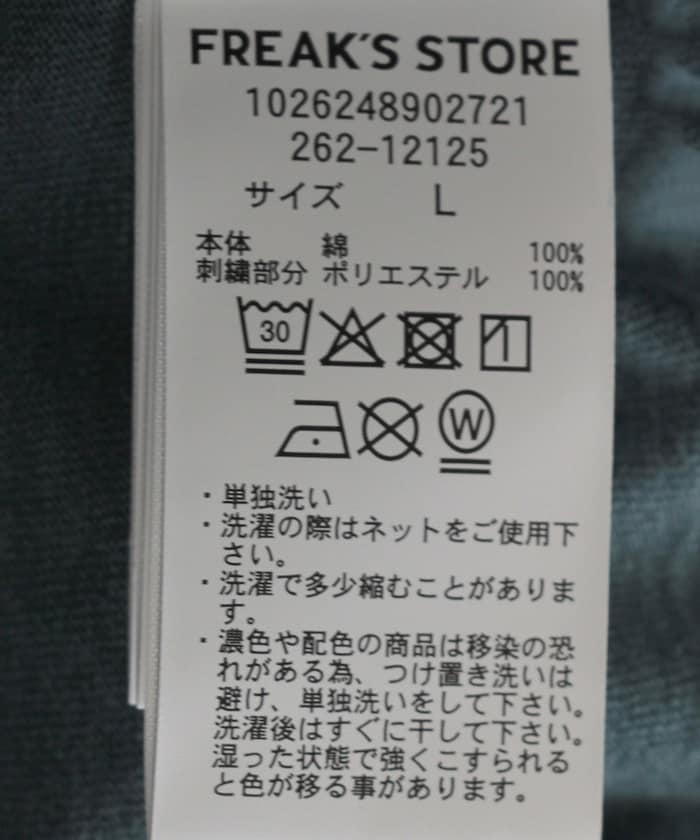 FREAK'S STORE
1026248902721
262-12125
サイズ L
本体 綿 100%
刺繍部分 ポリエステル 100%
30
W
・単独洗い
・洗濯の際はネットをご使用下
さい。
・洗濯で多少縮むことがありま
す。
・濃色や配色の商品は移染の恐
れがある為、つけ置き洗いは
避け、単独洗いをして下さい。
洗濯後はすぐに干して下さい。
湿った状態で強くこすられる
と色が移る事があります。